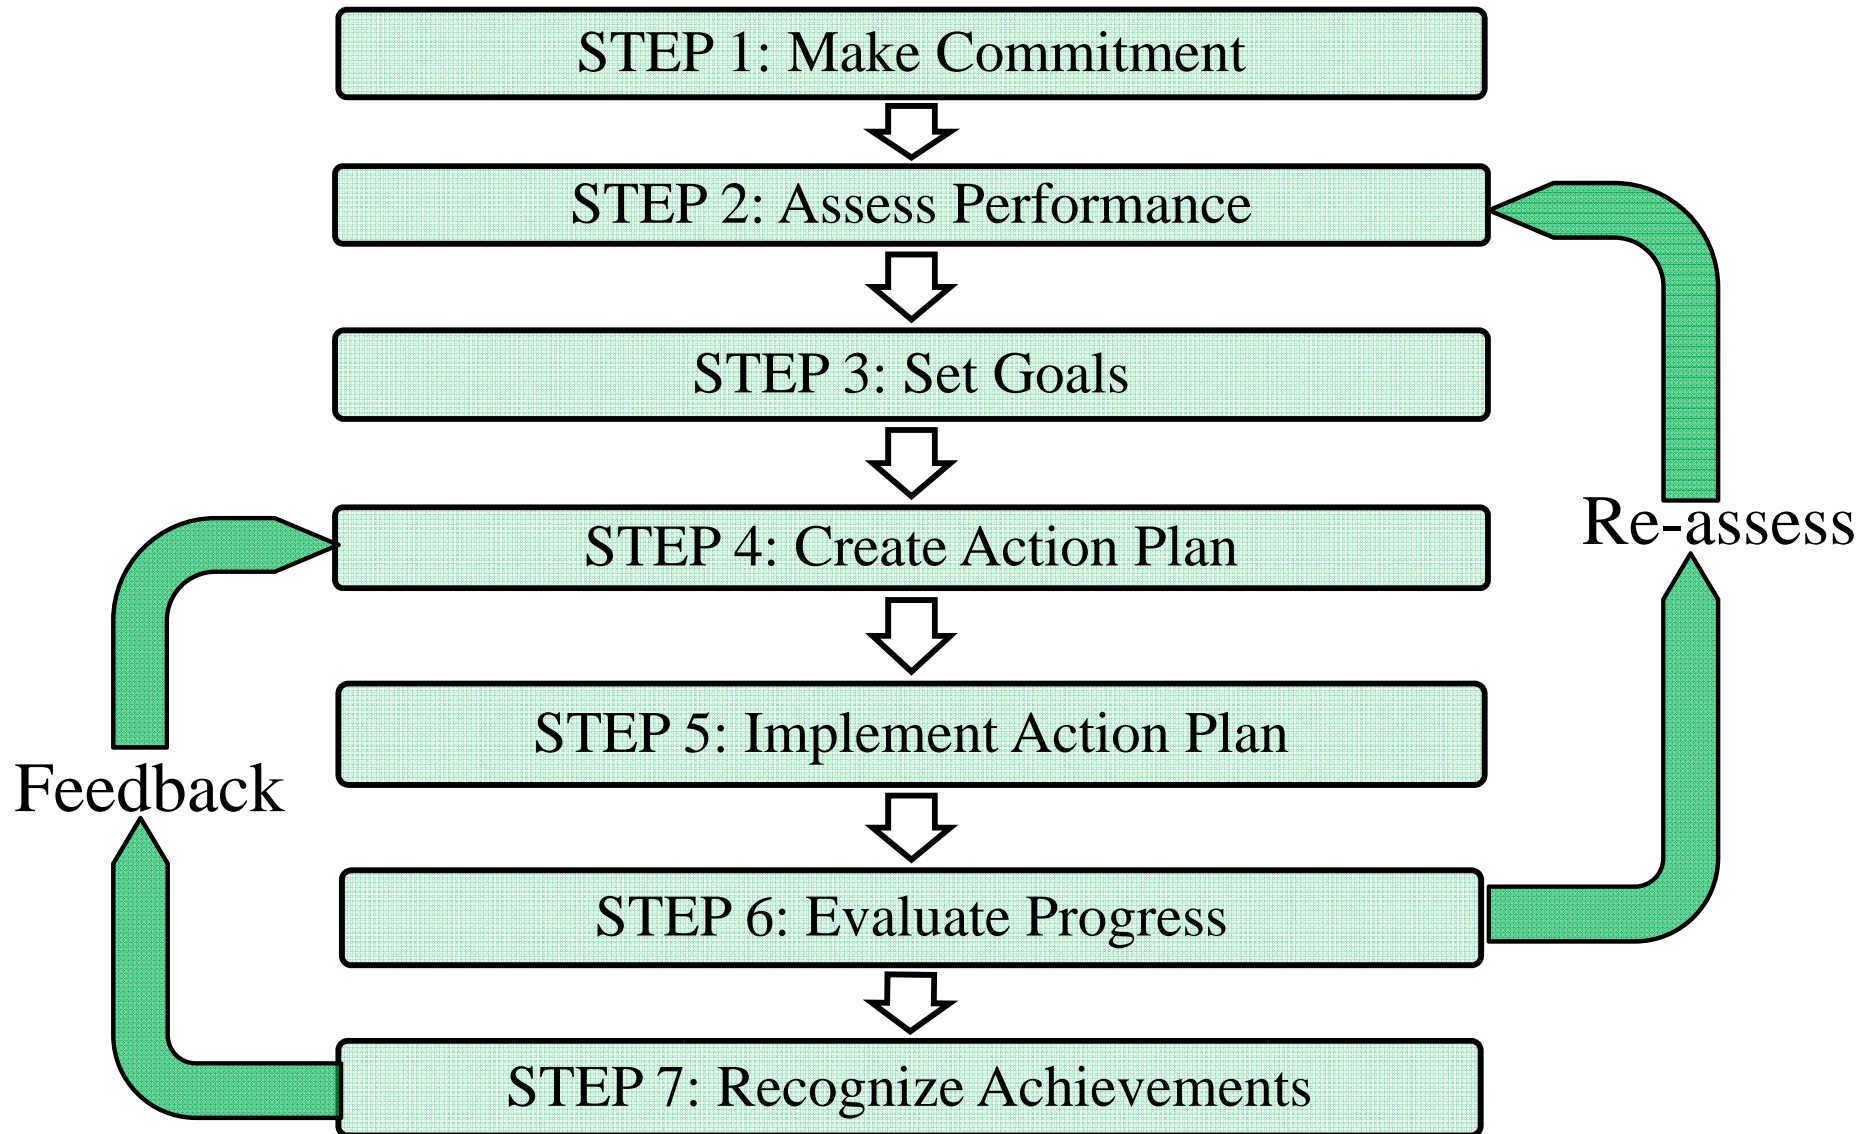 STEP 1: Make Commitment
STEP 2: Assess Performance
STEP 3: Set Goals
STEP 4: Create Action Plan
Re-assess
STEP 5: Implement Action Plan
Feedback
STEP 6: Evaluate Progress
STEP 7: Recognize Achievements